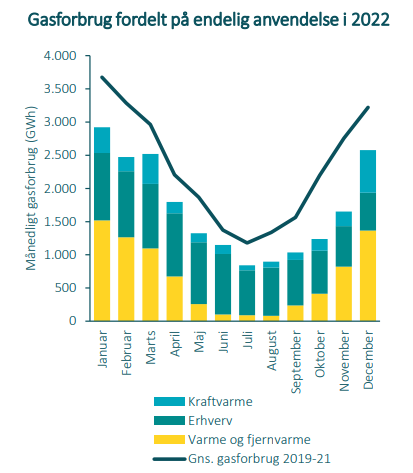 Gasforbrug fordelt på endelig anvendelse i 2022
Månedligt gasforbrug (GWh)
4.000
3.500
3.000
2.500
2.000
1.500
1.000
500
0
Januar
Februar
Marts
April
Maj
Juni
Juli
August
September
Oktober
November
December
Kraftvarme
Erhverv
Varme og fjernvarme
Gns. gasforbrug 2019-21